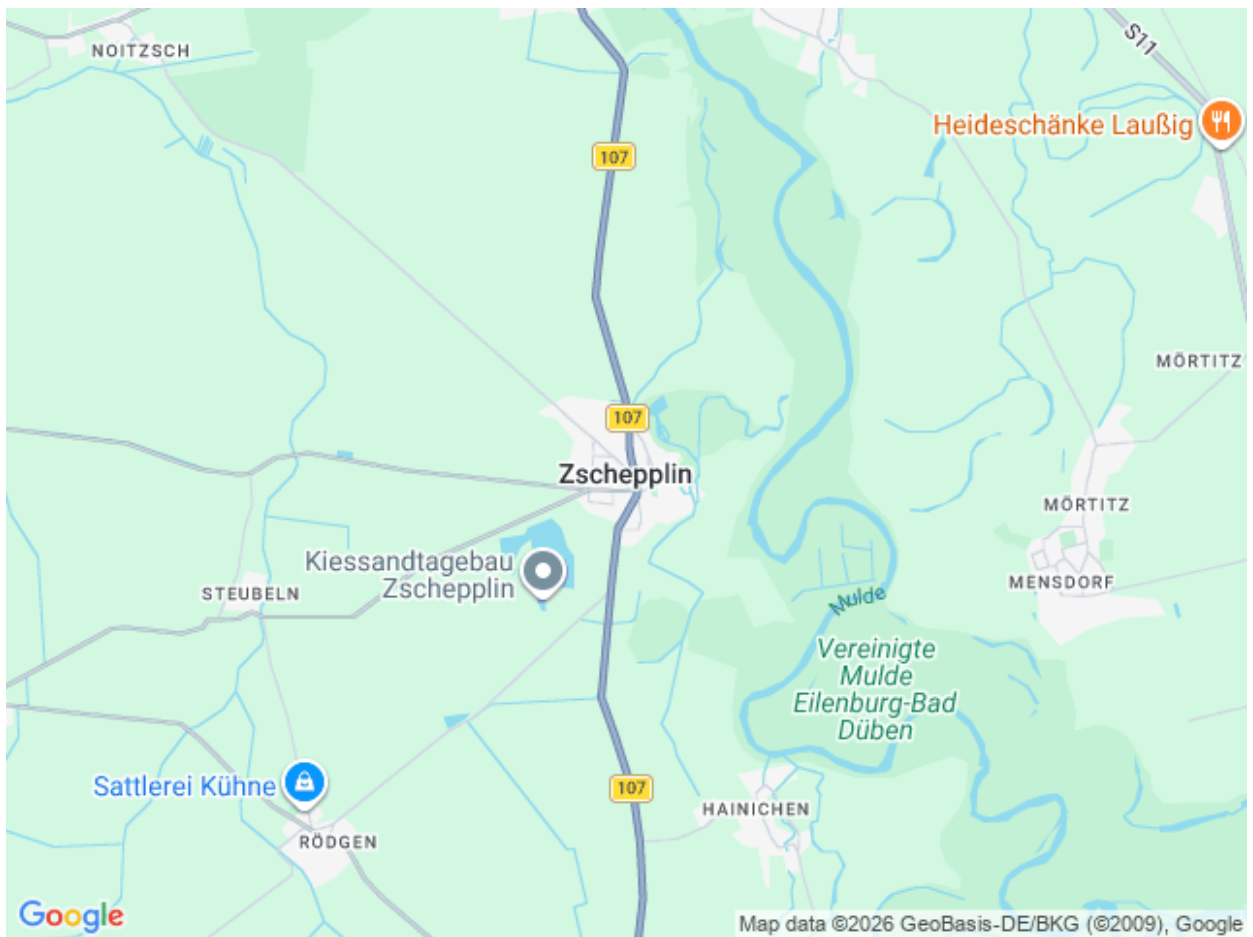 NOITZSCH
S11
Heideschänke Laußig
107
MÖRTITZ
107
Zschepplin
MÖRTITZ
Kiessandtagebau
Zschepplin
MENSDORF
STEUBELN
Mulde
Vereinigte
Mulde
Eilenburg-Bad
Düben
Sattlerei Kühne
107
HAINICHEN
RÖDGEN
Google
Map data ©2026 GeoBasis-DE/BKG (©2009), Google